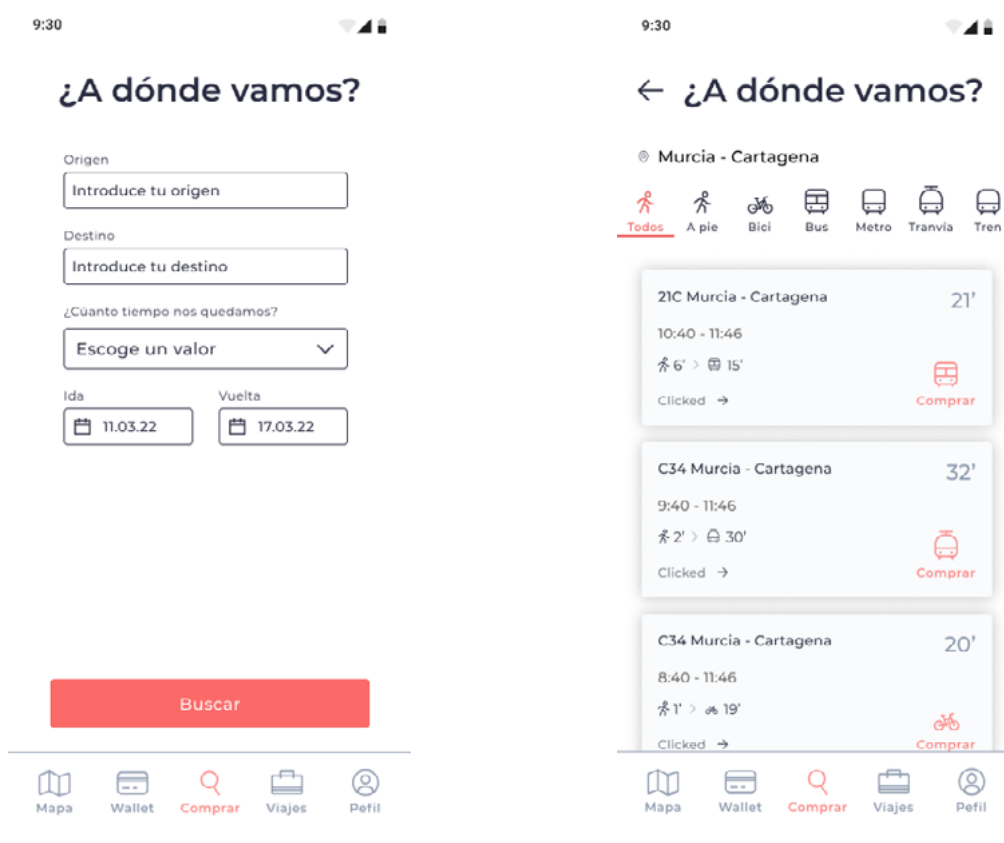 9:30
¿A dónde vamos?
Origen
Introduce tu origen
Destino
Introduce tu destino
¿Cúanto tiempo nos quedamos?
Escoge un valor
Ida Vuelta
11.03.22 17.03.22
Buscar
Mapa Wallet Comprar Viajes Pefil
9:30
¿A dónde vamos?
Murcia - Cartagena
Todos A pie Bici Bus Metro Tranvía Tren
21C Murcia - Cartagena 21'
10:40 - 11:46
6' > 15'
Clicked → Comprar
C34 Murcia - Cartagena 32'
9:40 - 11:46
2' > 30'
Clicked → Comprar
C34 Murcia - Cartagena 20'
8:40 - 11:46
1' > 19'
Clicked → Comprar
Mapa Wallet Comprar Viajes Pefil